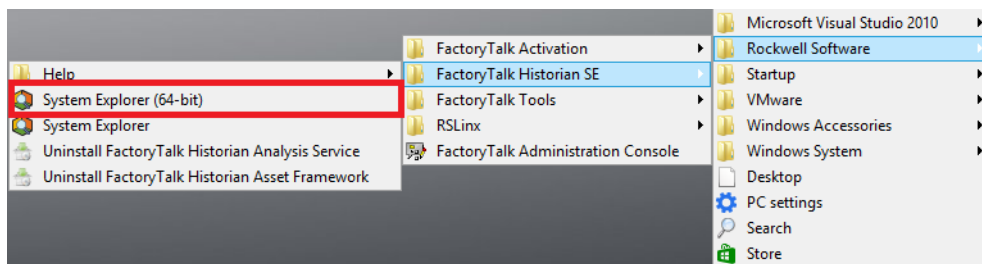 Microsoft Visual Studio 2010
Rockwell Software
Startup
VMware
Windows Accessories
Windows System
Desktop
PC settings
Search
Store
FactoryTalk Activation
FactoryTalk Historian SE
FactoryTalk Tools
RSLinx
FactoryTalk Administration Console
Help
System Explorer (64-bit)
System Explorer
Uninstall FactoryTalk Historian Analysis Service
Uninstall FactoryTalk Historian Asset Framework